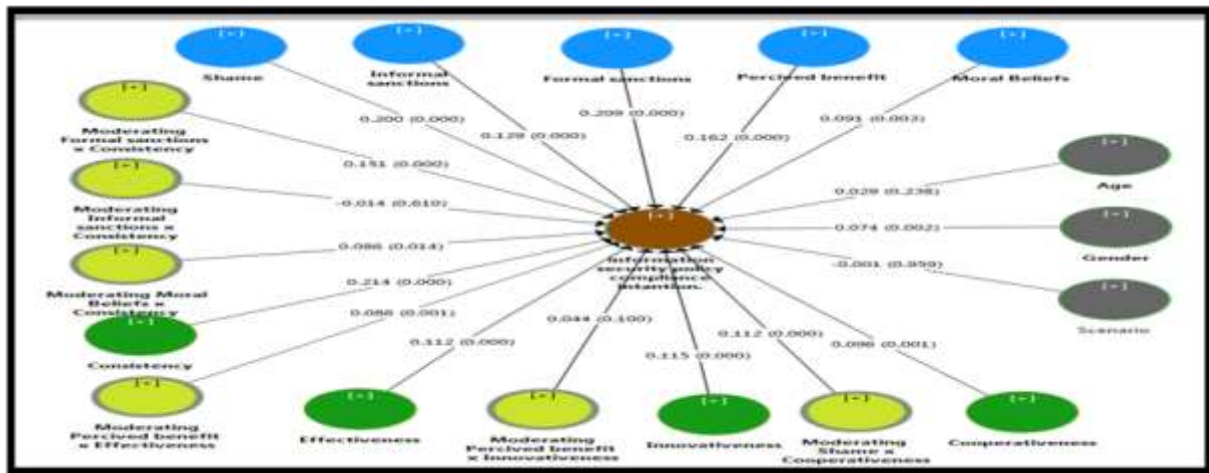 [+]
[+]
[+]
[+]
[+]
Shame
Informal
sanctions
Formal sanctions
Percived benefit
Moral Beliefs
[+]
Moderating
Formal sanctions
x Consistency
0.200 (0.000)
0.128 (0.000)
0.209 (0.000)
0.162 (0.000)
0.091 (0.003)
0.151 (0.000)
[+]
Age
0.029 (0.238)
[+]
Moderating
Informal
sanctions x
Consistency
-0.014 (0.610)
[+]
Information
security policy
compliance
intention.
[+]
Gender
0.074 (0.002)
[+]
Moderating Moral
Beliefs x
Consistency
0.086 (0.014)
-0.001 (0.959)
[+]
Scenario
[+]
Consistency
0.214 (0.000)
[+]
Moderating
Percived benefit
x Effectiveness
0.086 (0.001)
0.112 (0.000)
0.044 (0.100)
0.115 (0.000)
0.112 (0.000)
0.096 (0.001)
[+]
Effectiveness
[+]
Moderating
Percived benefit
x Innovativeness
[+]
Innovativeness
[+]
Moderating
Shame x
Cooperativeness
[+]
Cooperativeness